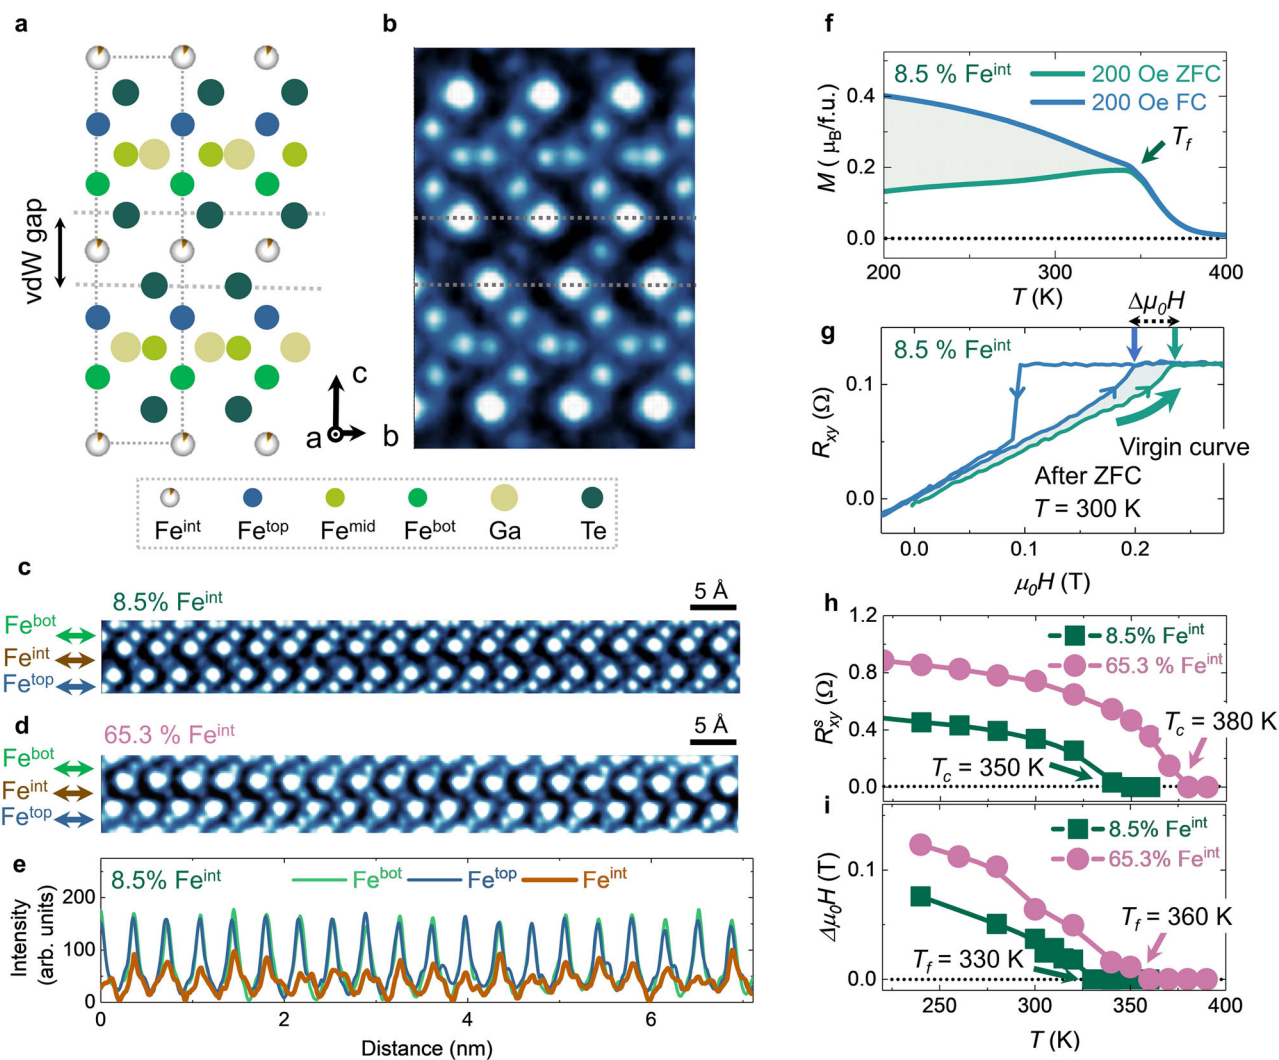 a
vdW gap
c
a
b
Fe^int
Fe^top
Fe^mid
Fe^bot
Ga
Te
b
c
8.5% Fe^int
5 Å
Fe^bot
Fe^int
Fe^top
d
65.3 % Fe^int
5 Å
Fe^bot
Fe^int
Fe^top
e
8.5% Fe^int
Fe^bot
Fe^top
Fe^int
Intensity
(arb. units)
200
100
0
0
2
4
6
Distance (nm)
f
8.5 % Fe^int
200 Oe ZFC
200 Oe FC
T_f
M ( μ_B/f.u.)
0.4
0.2
0.0
200
300
400
T (K)
g
Δμ₀H
8.5 % Fe^int
R_xy (Ω)
0.1
0.0
Virgin curve
After ZFC
T = 300 K
0.0
0.1
0.2
μ₀H (T)
h
8.5% Fe^int
65.3 % Fe^int
R^s_xy (Ω)
1.2
0.8
0.4
0.0
T_c = 380 K
T_c = 350 K
i
8.5% Fe^int
65.3% Fe^int
Δμ₀H (T)
0.1
0.0
T_f = 360 K
T_f = 330 K
250
300
350
400
T (K)